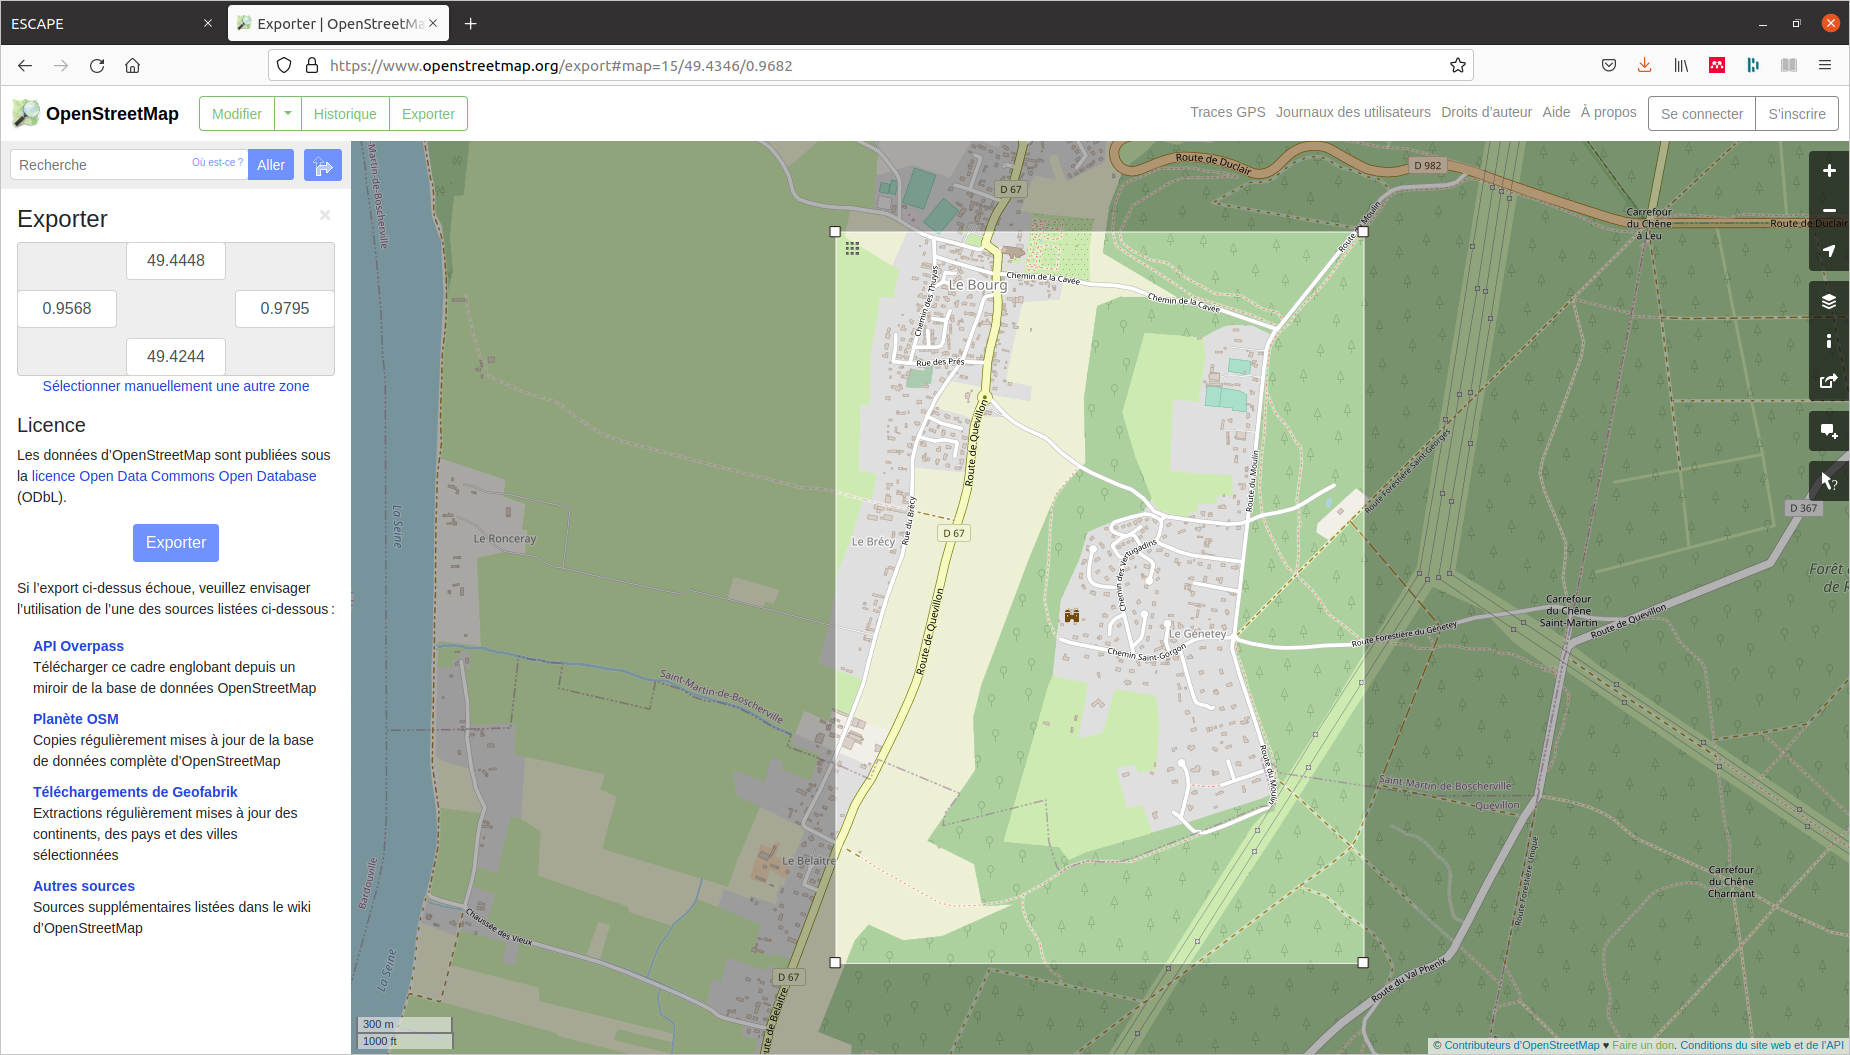 ESCAPE
Exporter | OpenStreetMa
https://www.openstreetmap.org/export#map=15/49.4346/0.9682
OpenStreetMap
Modifier
Historique
Exporter
Traces GPS
Journaux des utilisateurs
Droits d'auteur
Aide
À propos
Se connecter
S'inscrire
Recherche
Où est-ce ?
Aller
Exporter
49.4448
0.9568
0.9795
49.4244
Sélectionner manuellement une autre zone
Licence
Les données d'OpenStreetMap sont publiées sous
la licence Open Data Commons Open Database
(ODbL).
Exporter
Si l'export ci-dessus échoue, veuillez envisager
l'utilisation de l'une des sources listées ci-dessous :
API Overpass
Télécharger ce cadre englobant depuis un
miroir de la base de données OpenStreetMap
Planète OSM
Copies régulièrement mises à jour de la base
de données complète d'OpenStreetMap
Téléchargements de Geofabrik
Extractions régulièrement mises à jour des
continents, des pays et des villes
sélectionnées
Autres sources
Sources supplémentaires listées dans le wiki
d'OpenStreetMap
Martin-de-Boscherville
Saint-Martin-de-Boscherville
La Seine
La Seine
Bardouville
Le Ronceray
Chaussée des Vieux
D 67
D 67
D 67
Route de Duclair
D 982
Route du Moulin
Carrefour
du Chêne
à Leu
Route de Duclair
Le Bourg
Chemin de la Cavée
Chemin de la Cavée
Chemin des Thuyas
Rue des Prés
Route de Quevillon
Rue du Brécy
Le Brécy
Route de Quevillon
Route du Moulin
Route Forestière Saint-Georges
D 367
Chemin des Vertugadins
Le Génetey
Chemin Saint-Gorgon
Route Forestière du Génetey
Carrefour
du Chêne
Saint-Martin
Route de Quevillon
Forêt
de R
Route du Moulin
Saint-Martin de Boscherville
Quevillon
Le Belaitre
oute de Belaitre
Route Forestière Unique
Carrefour
du Chêne
Charmant
Route du Val Phenix
300 m
1000 ft
© Contributeurs d'OpenStreetMap ♥ Faire un don. Conditions du site web et de l'API